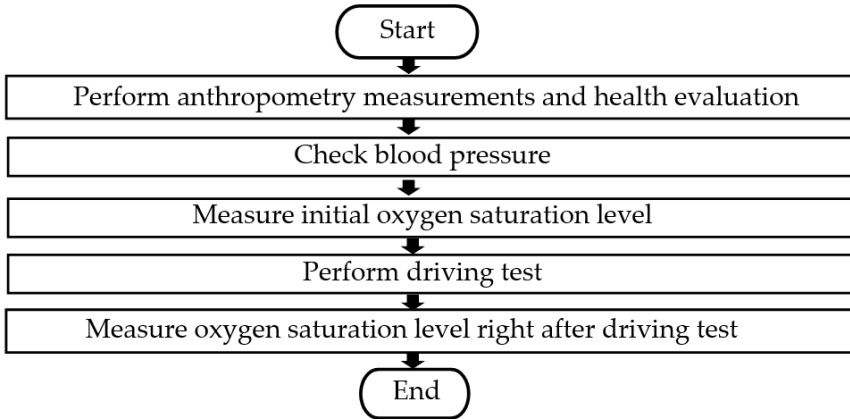 Start
Perform anthropometry measurements and health evaluation
Check blood pressure
Measure initial oxygen saturation level
Perform driving test
Measure oxygen saturation level right after driving test
End